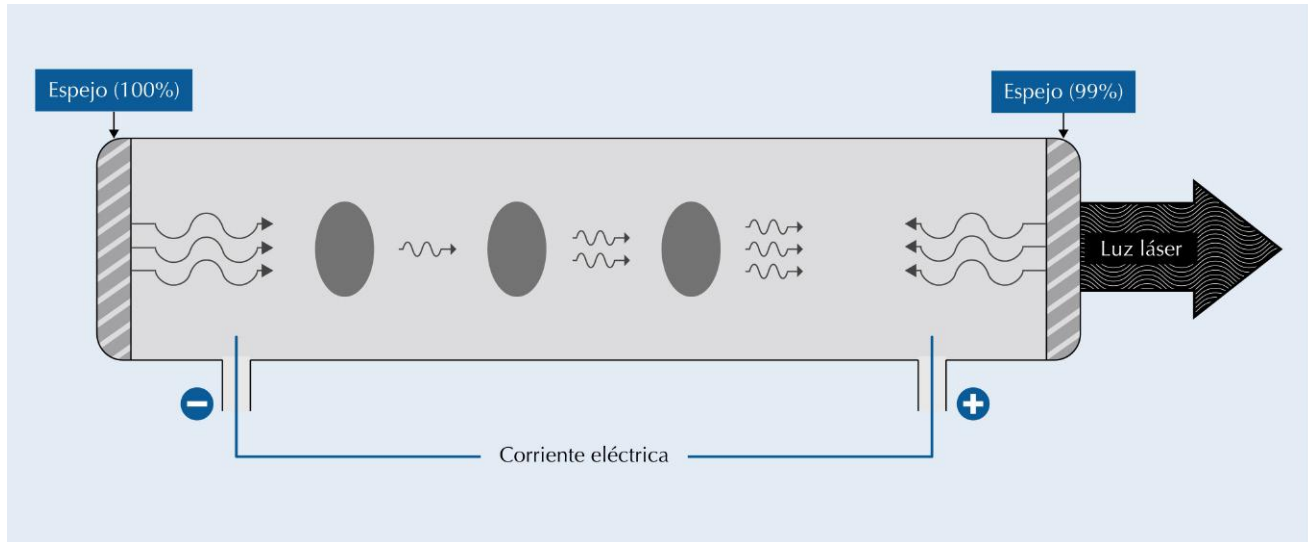 Espejo (100%)
Espejo (99%)
Luz láser
Corriente eléctrica